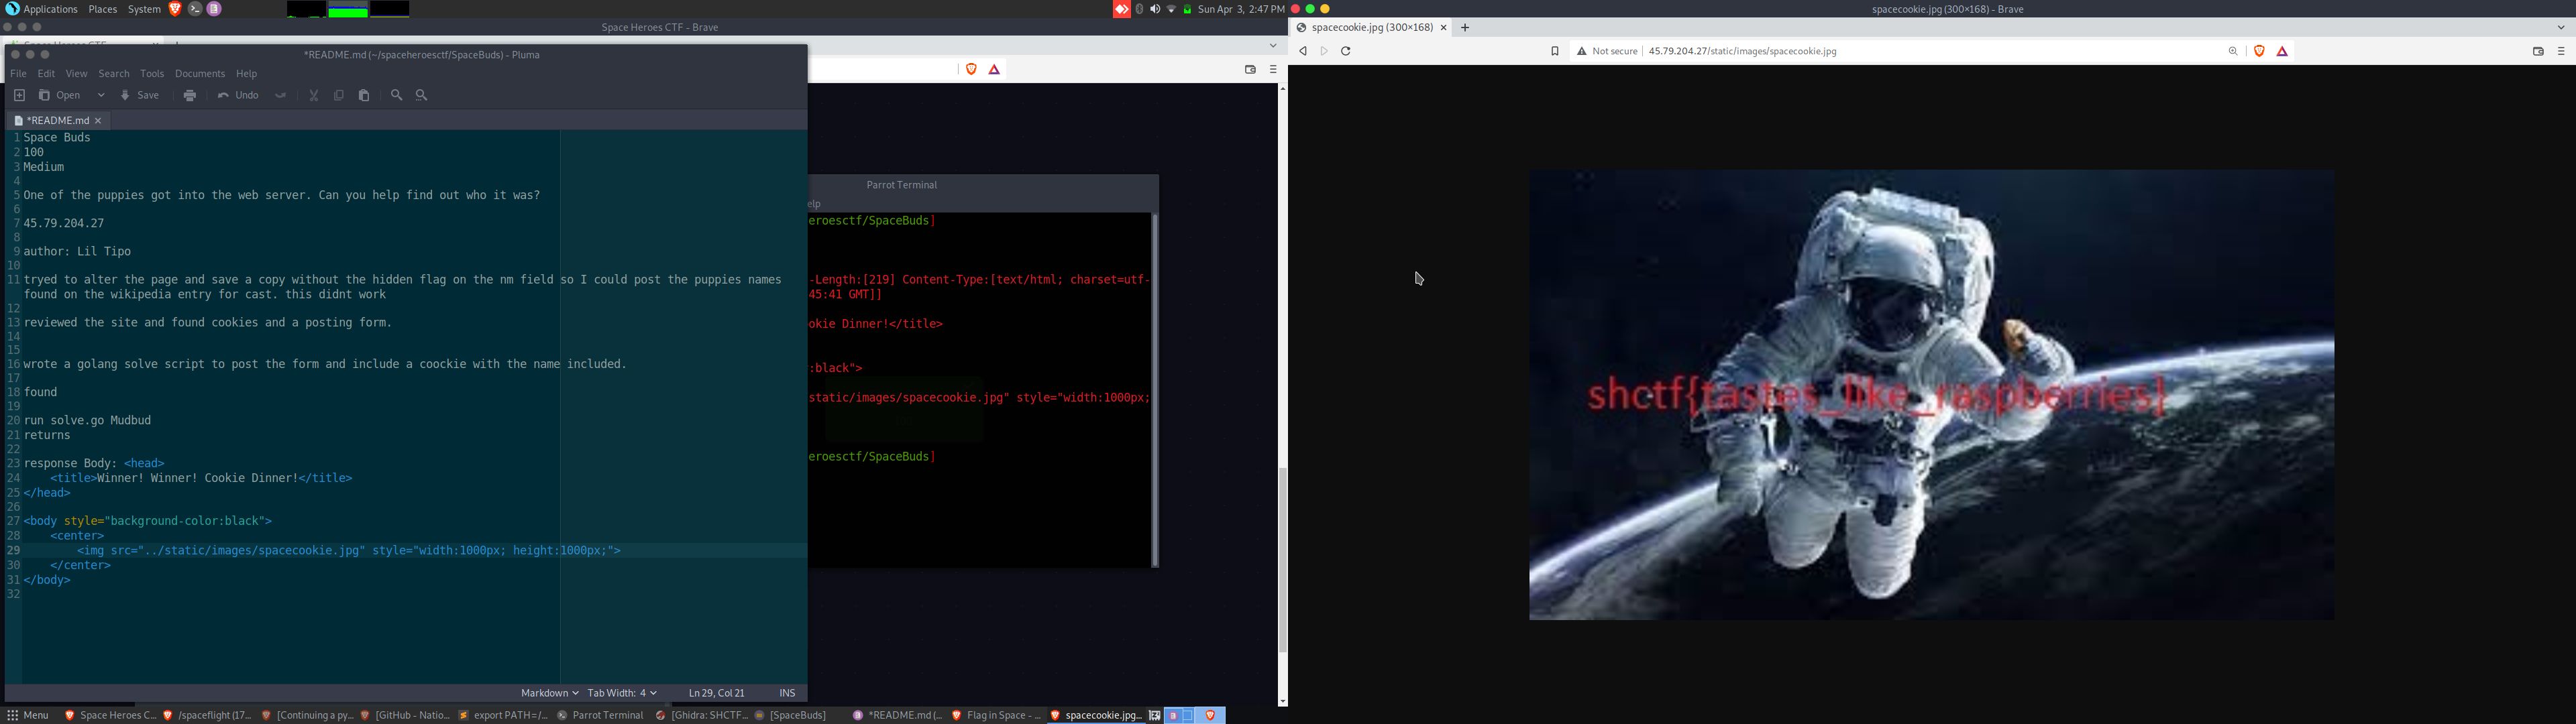 Applications Places System
Sun Apr 3, 2:47 PM
Space Heroes CTF - Brave
Space Heroes CTF
*README.md (~/spaceheroesctf/SpaceBuds) - Pluma
File Edit View Search Tools Documents Help
Open Save Undo
*README.md
1 Space Buds
2 100
3 Medium
4
5 One of the puppies got into the web server. Can you help find out who it was?
6
7 45.79.204.27
8
9 author: Lil Tipo
10
11 tryed to alter the page and save a copy without the hidden flag on the nm field so I could post the puppies names
found on the wikipedia entry for cast. this didnt work
12
13 reviewed the site and found cookies and a posting form.
14
15
16 wrote a golang solve script to post the form and include a coockie with the name included.
17
18 found
19
20 run solve.go Mudbud
21 returns
22
23 response Body: <head>
24 <title>Winner! Winner! Cookie Dinner!</title>
25 </head>
26
27 <body style="background-color:black">
28 <center>
29 <img src="../static/images/spacecookie.jpg" style="width:1000px; height:1000px;">
30 </center>
31 </body>
32
Markdown Tab Width: 4 Ln 29, Col 21 INS
Parrot Terminal
elp
eroesctf/SpaceBuds]
-Length:[219] Content-Type:[text/html; charset=utf-
45:41 GMT]]
okie Dinner!</title>
:black">
static/images/spacecookie.jpg" style="width:1000px;
eroesctf/SpaceBuds]
Menu Space Heroes C... /spaceflight (17... [Continuing a py... [GitHub - Natio... export PATH=/... Parrot Terminal [Ghidra: SHCTF... [SpaceBuds] *README.md (... Flag in Space - ... spacecookie.jpg...
spacecookie.jpg (300×168) - Brave
spacecookie.jpg (300×168)
Not secure 45.79.204.27/static/images/spacecookie.jpg
shctf{tastes_like_raspberries}